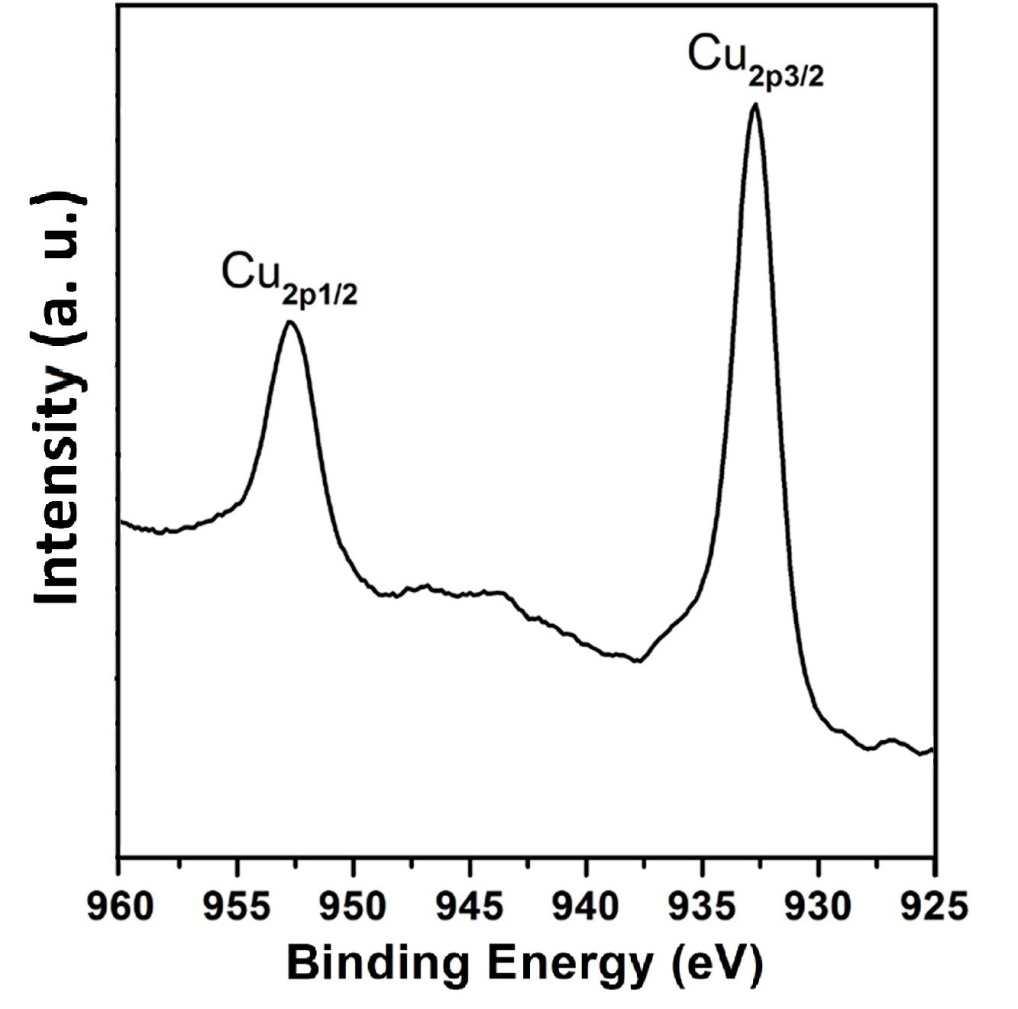 Cu2p3/2
Cu2p1/2
Intensity (a. u.)
960 955 950 945 940 935 930 925
Binding Energy (eV)